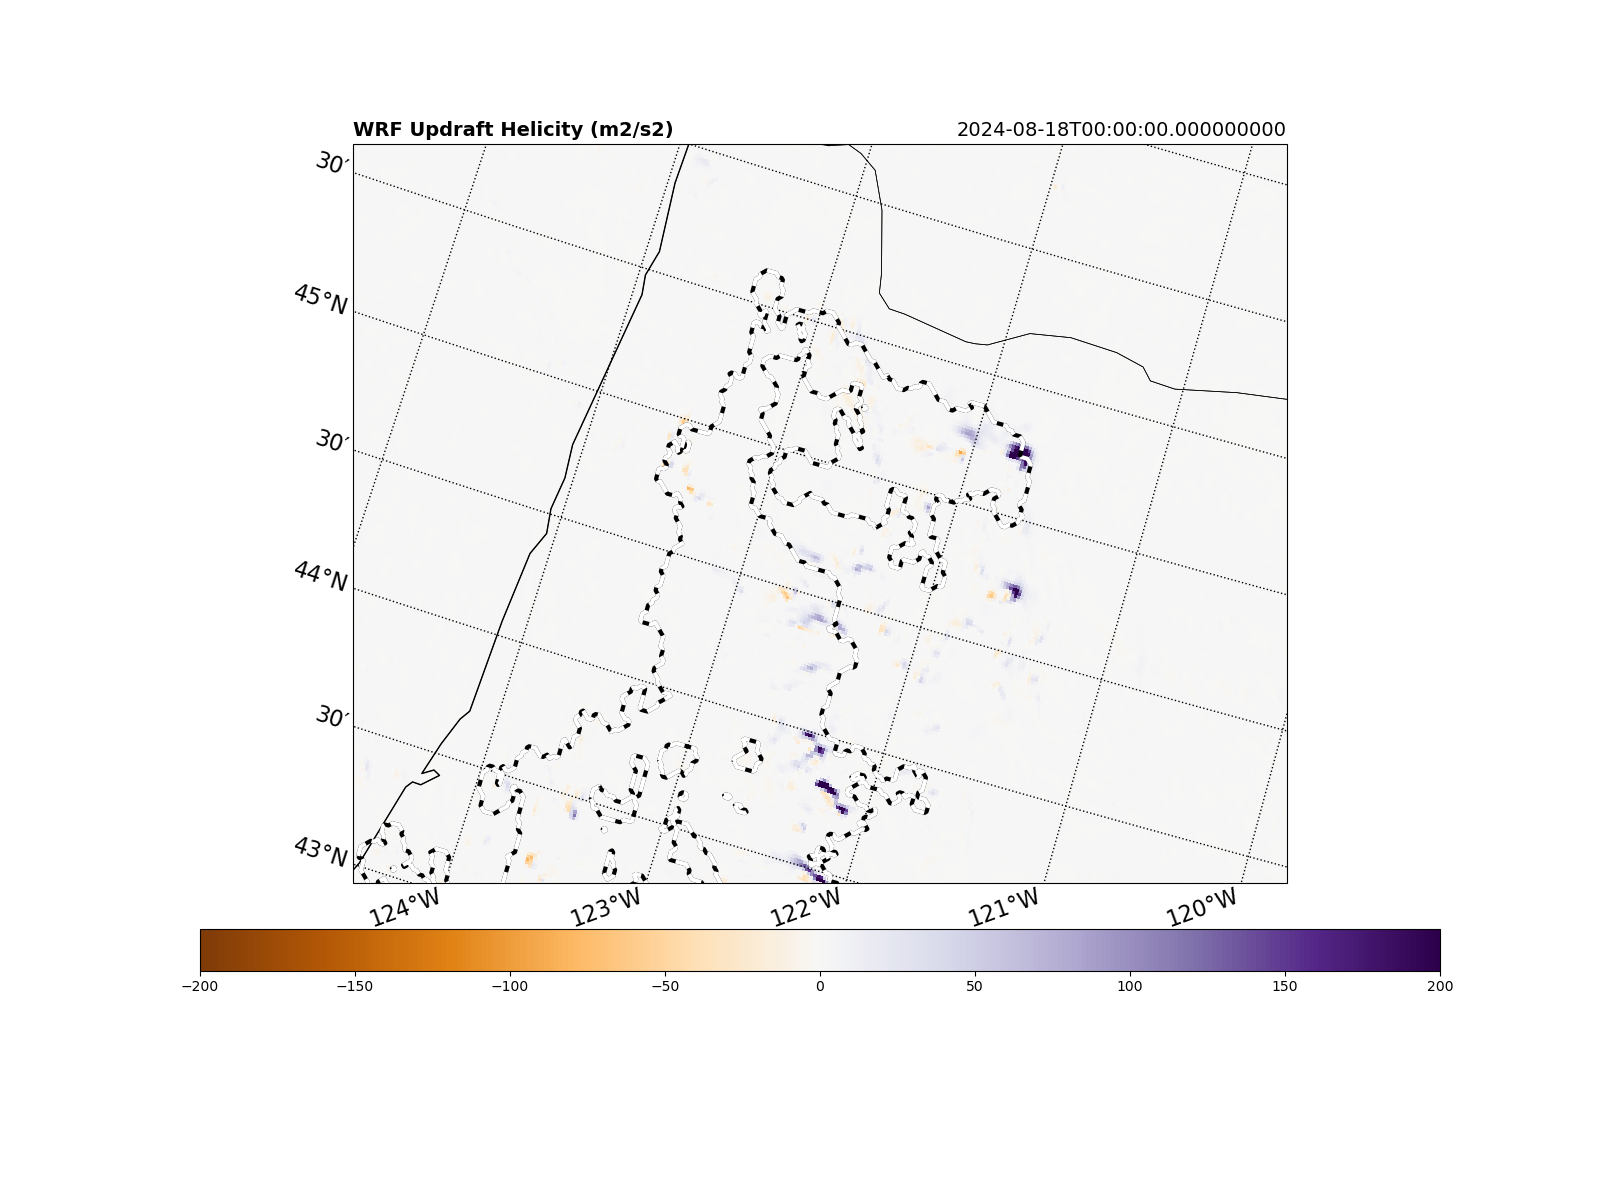 WRF Updraft Helicity (m2/s2) 2024-08-18T00:00:00.000000000
30′
45°N
30′
44°N
30′
43°N
124°W 123°W 122°W 121°W 120°W
−200 −150 −100 −50 0 50 100 150 200